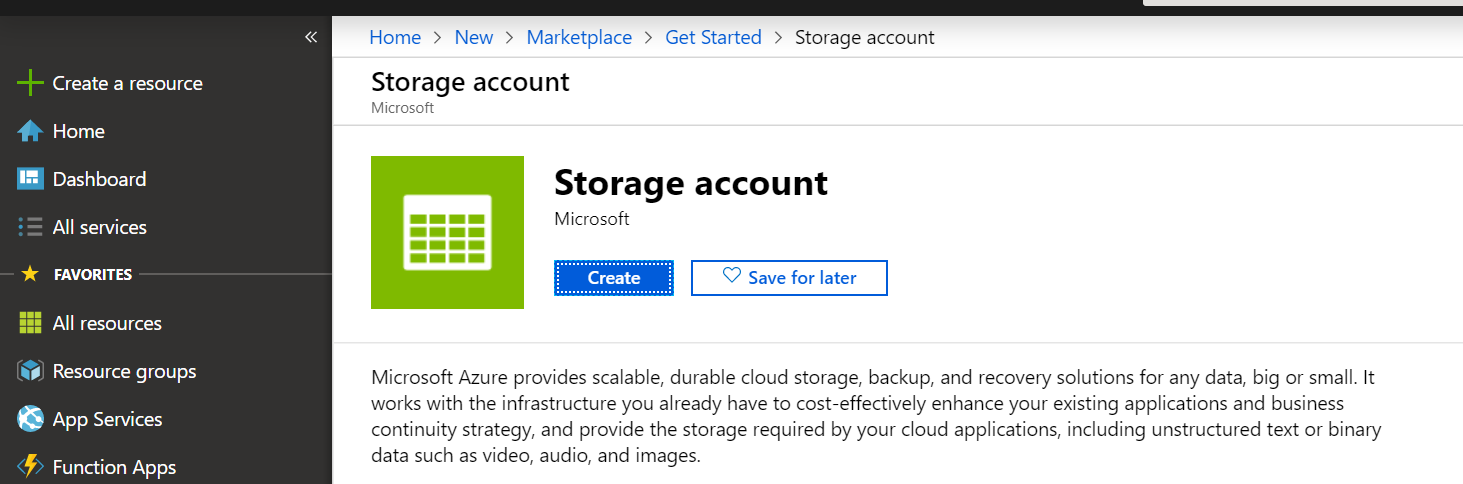 «
Home > New > Marketplace > Get Started > Storage account
Create a resource
Home
Dashboard
All services
FAVORITES
All resources
Resource groups
App Services
Function Apps
Storage account
Microsoft
Storage account
Microsoft
Create
Save for later
Microsoft Azure provides scalable, durable cloud storage, backup, and recovery solutions for any data, big or small. It
works with the infrastructure you already have to cost-effectively enhance your existing applications and business
continuity strategy, and provide the storage required by your cloud applications, including unstructured text or binary
data such as video, audio, and images.